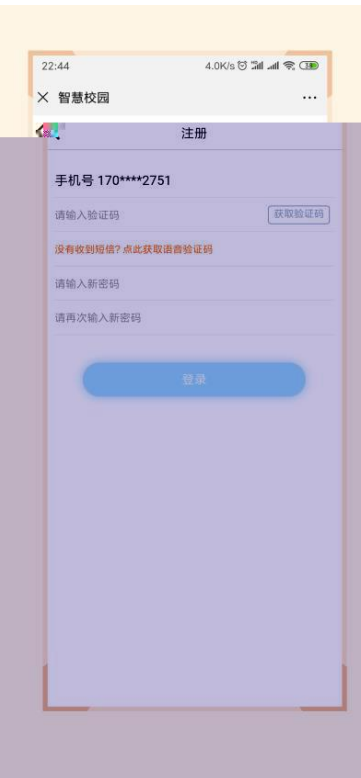 22:44 4.0K/s
智慧校园
注册
手机号 170****2751
请输入验证码 获取验证码
没有收到短信? 点此获取语音验证码
请输入新密码
请再次输入新密码
登录